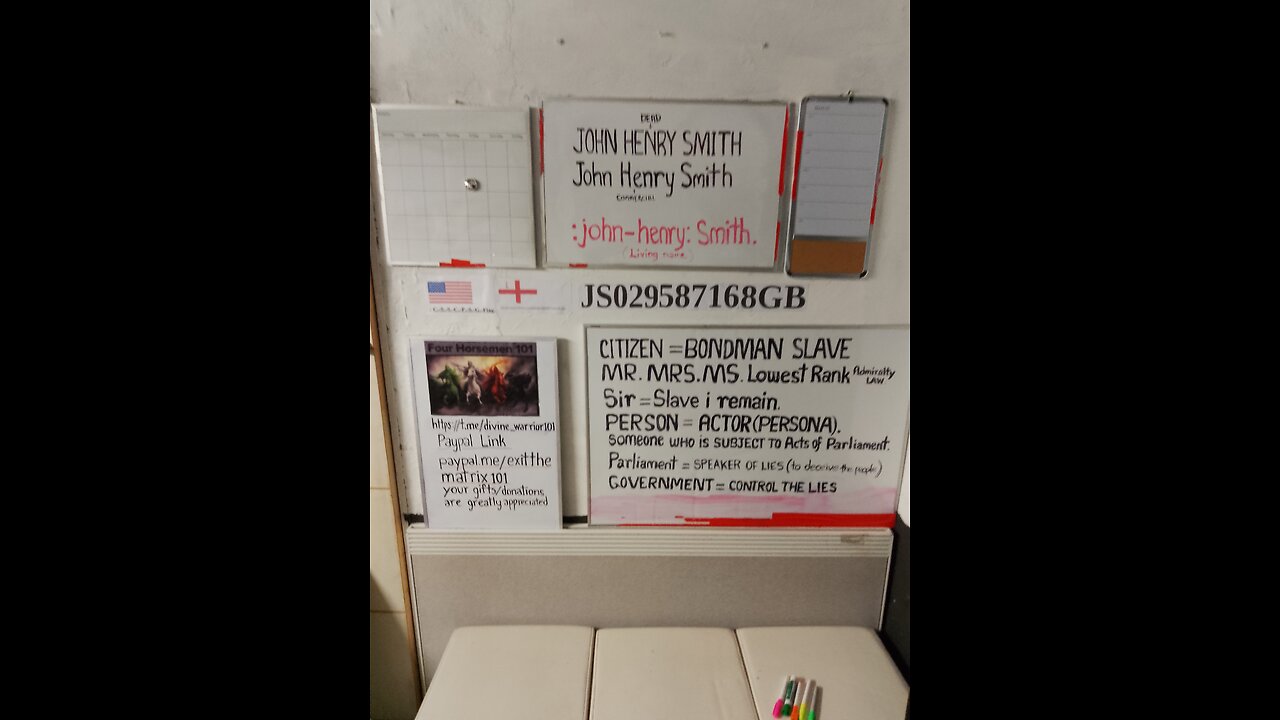 DEAD
JOHN HENRY SMITH
John Henry Smith
COMMERCIAL
:john-henry: Smith.
(Living name)
JS029587168GB
Four Horsemen 101
https://t.me/divine_warrior101
Paypal Link
paypal.me/exitthe
matrix 101
your gifts/donations
are greatly appreciated
CITIZEN = BONDMAN SLAVE
MR. MRS. MS. Lowest Rank Admiralty LAW
Sir = Slave i remain.
PERSON = ACTOR (PERSONA).
Someone WHO is SUBJECT TO Acts of Parliament.
Parliament = SPEAKER OF LIES (to deceive the people)
GOVERNMENT = CONTROL THE LIES